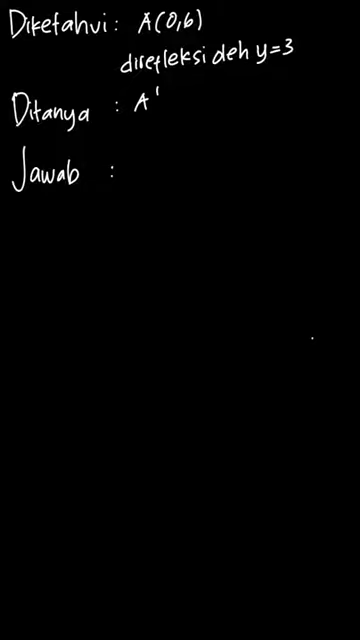 Diketahui : A(0,6)
direfleksi oleh y=3
Ditanya : A'
Jawab :